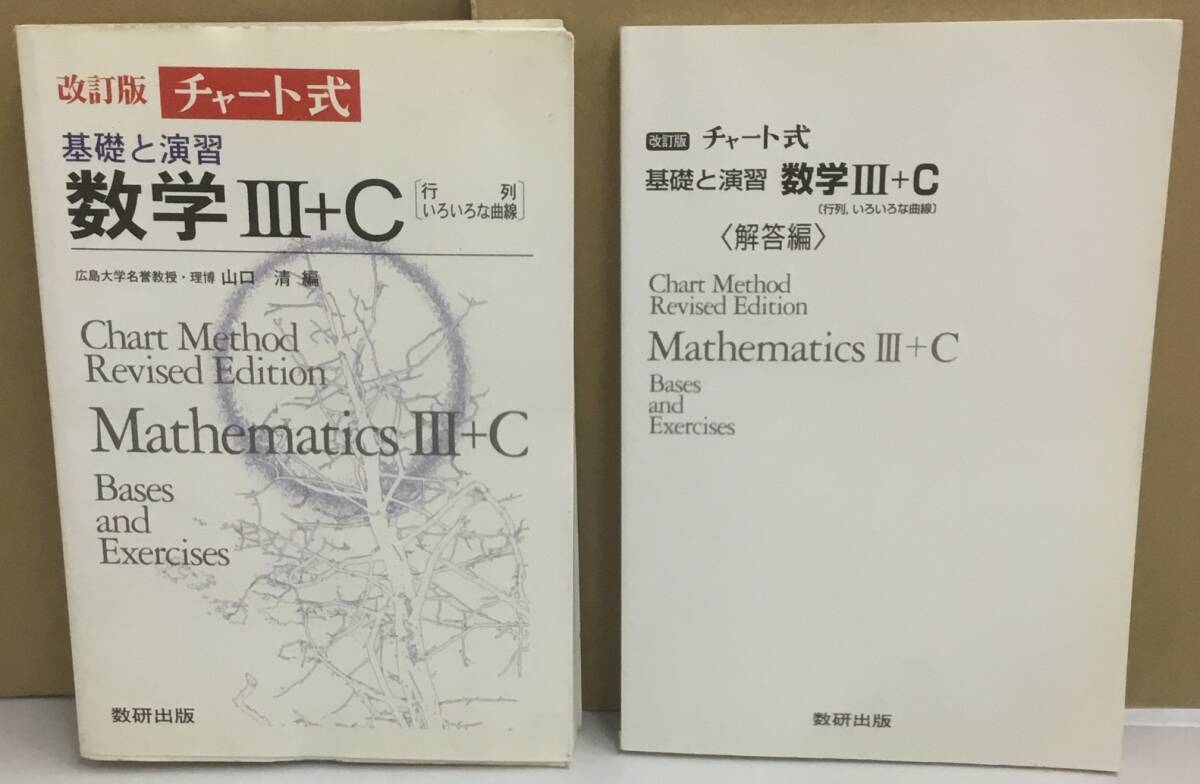 改訂版 チャート式
基礎と演習
数学 III+C
行列
いろいろな曲線
広島大学名誉教授・理博 山口 清 編
Chart Method
Revised Edition
Mathematics III+C
Bases
and
Exercises
数研出版
改訂版 チャート式
基礎と演習 数学III+C
〔行列, いろいろな曲線〕
〈解答編〉
Chart Method
Revised Edition
Mathematics III+C
Bases
and
Exercises
数研出版